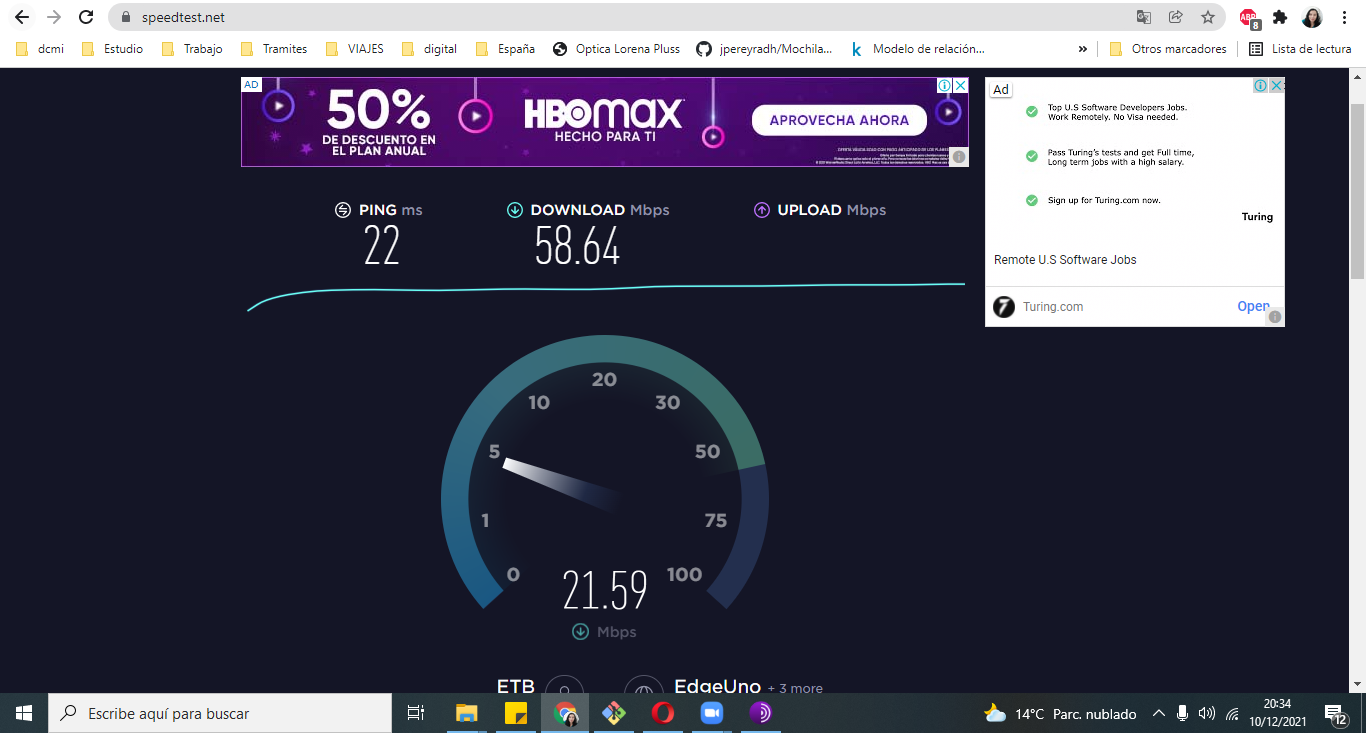 speedtest.net
ABP
8
dcmi
Estudio
Trabajo
Tramites
VIAJES
digital
España
Optica Lorena Pluss
jpereyradh/Mochila...
k
Modelo de relación...
»
Otros marcadores
Lista de lectura
AD
50%
DE DESCUENTO EN
EL PLAN ANUAL
HBOMAX
HECHO PARA TI
APROVECHA AHORA
Ad
Top U.S Software Developers Jobs.
Work Remotely. No Visa needed.
Pass Turing's tests and get Full time,
Long term jobs with a high salary.
Sign up for Turing.com now.
Turing
Remote U.S Software Jobs
Turing.com
Open
PING ms
22
DOWNLOAD Mbps
58.64
UPLOAD Mbps
20
10
30
5
50
1
75
0
100
21.59
Mbps
ETB
EdgeUno + 3 more
Escribe aquí para buscar
14°C Parc. nublado
20:34
10/12/2021
12